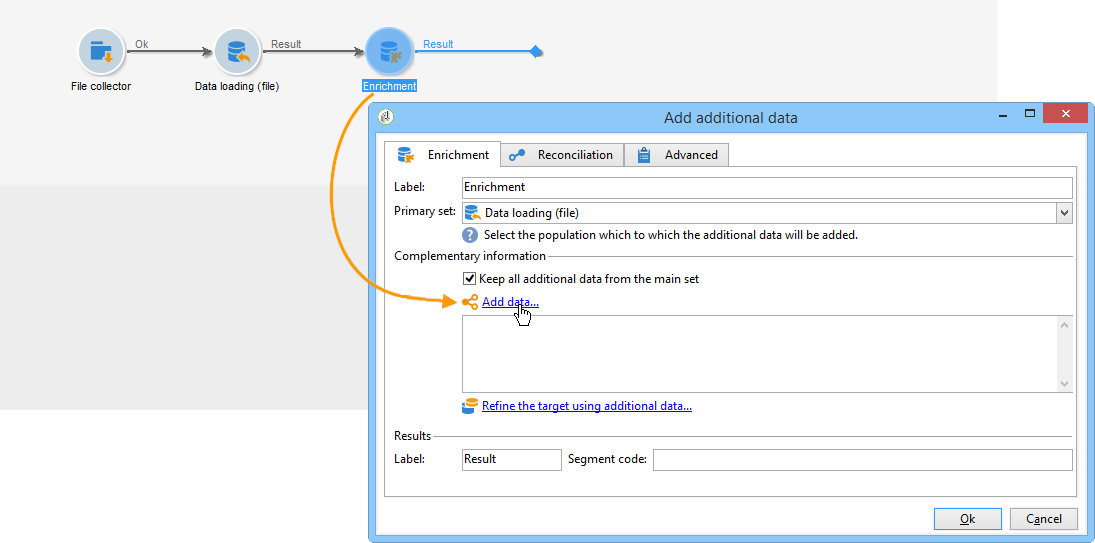 Ok
Result
Result
File collector
Data loading (file)
Enrichment
Add additional data
Enrichment
Reconciliation
Advanced
Label:
Enrichment
Primary set:
Data loading (file)
Select the population which to which the additional data will be added.
Complementary information
Keep all additional data from the main set
Add data...
Refine the target using additional data...
Results
Label:
Result
Segment code:
Ok
Cancel